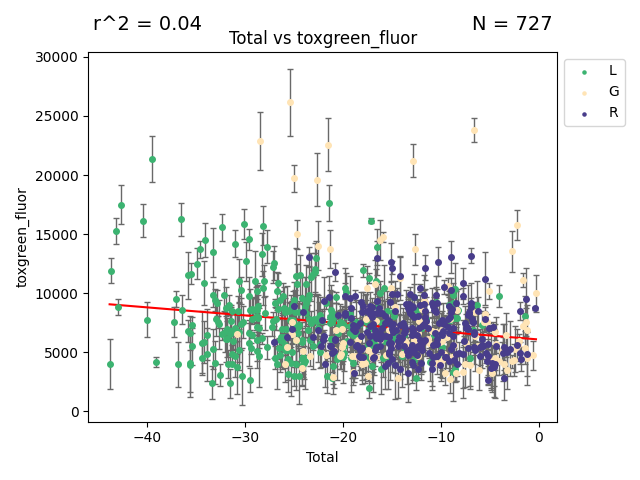 r^2 = 0.04
N = 727
Total vs toxgreen_fluor
30000
25000
20000
15000
10000
5000
0
toxgreen_fluor
−40
−30
−20
−10
0
Total
L
G
R